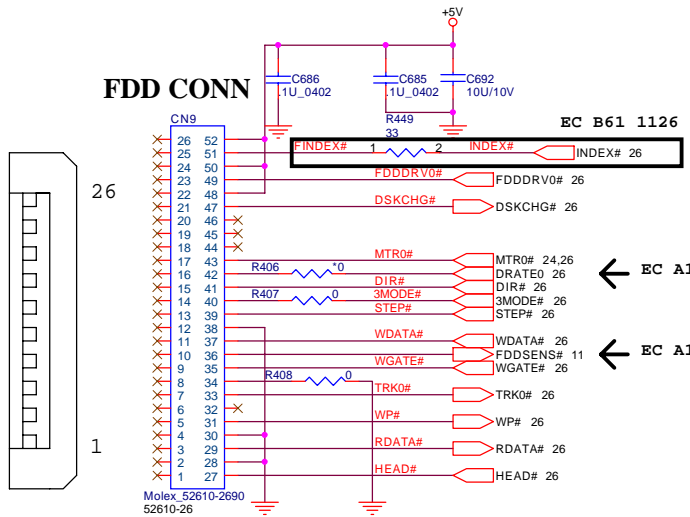 +5V
C686
.1U_0402
C685
.1U_0402
C692
10U/10V
FDD CONN
CN9
R449
33
EC B61 1126
FINDEX# 1 2 INDEX# INDEX# 26
FDDDRV0# FDDDRV0# 26
DSKCHG# DSKCHG# 26
MTR0# MTR0# 24,26
R406 *0 DRATE0 26
DIR# DIR# 26
R407 0 3MODE# 3MODE# 26
STEP# STEP# 26
EC A1
WDATA# WDATA# 26
FDDSENS# 11
WGATE# WGATE# 26
EC A1
R408 0
TRK0# TRK0# 26
WP# WP# 26
RDATA# RDATA# 26
HEAD# HEAD# 26
26 52
25 51
24 50
23 49
22 48
21 47
20 46
19 45
18 44
17 43
16 42
15 41
14 40
13 39
12 38
11 37
10 36
9 35
8 34
7 33
6 32
5 31
4 30
3 29
2 28
1 27
Molex_52610-2690
52610-26
26
1